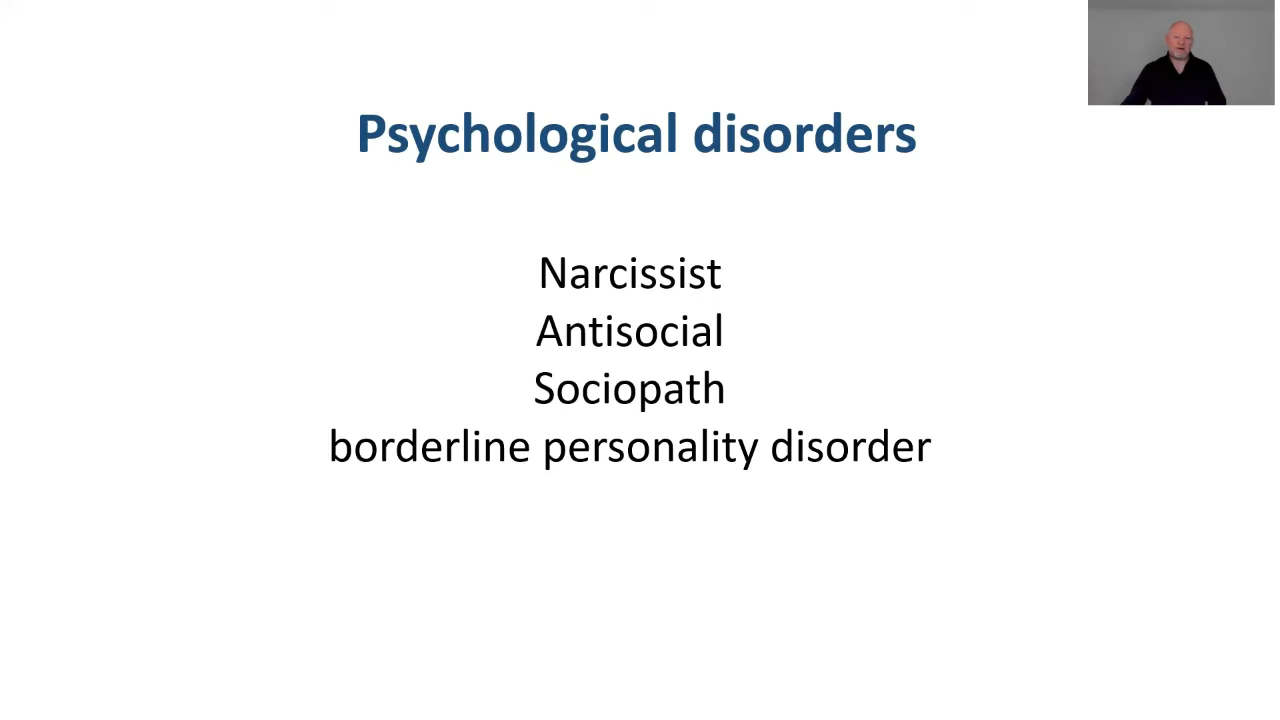 Psychological disorders
Narcissist
Antisocial
Sociopath
borderline personality disorder